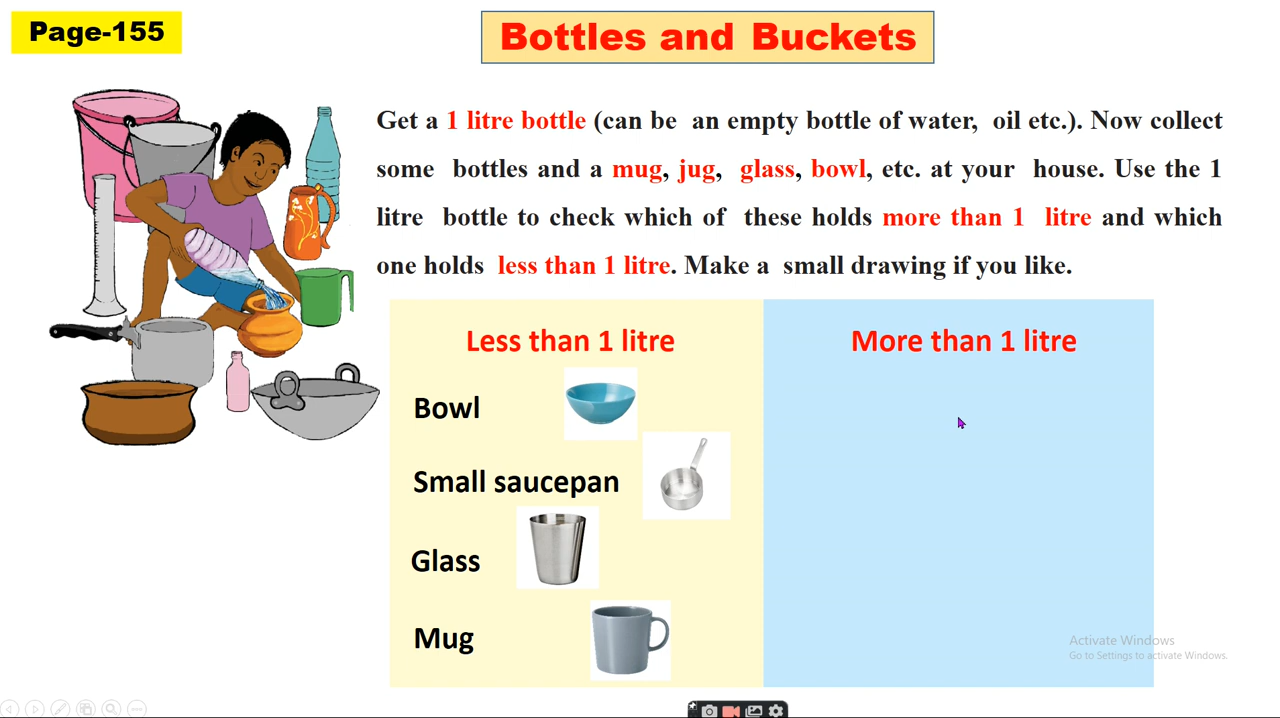 Page-155
Bottles and Buckets
Get a 1 litre bottle (can be an empty bottle of water, oil etc.). Now collect
some bottles and a mug, jug, glass, bowl, etc. at your house. Use the 1
litre bottle to check which of these holds more than 1 litre and which
one holds less than 1 litre. Make a small drawing if you like.
Less than 1 litre
Bowl
Small saucepan
Glass
Mug
More than 1 litre
Activate Windows
Go to Settings to activate Windows.